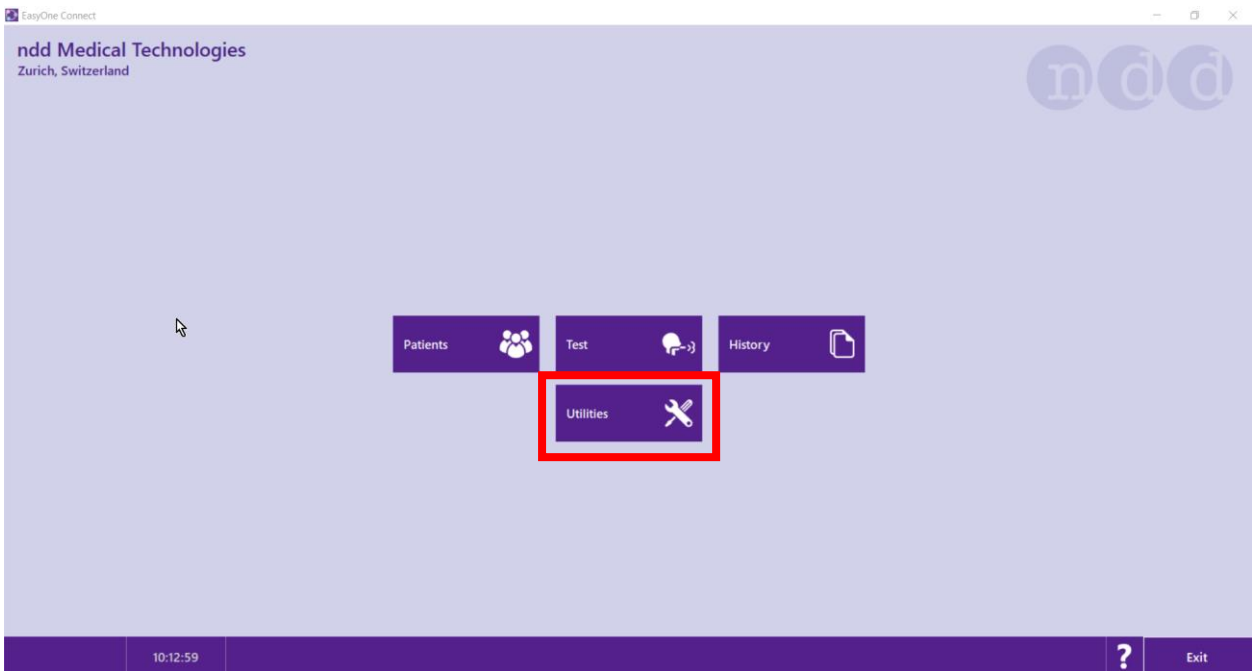 EasyOne Connect
ndd Medical Technologies
Zurich, Switzerland
ndd
Patients
Test
History
Utilities
10:12:59
?
Exit